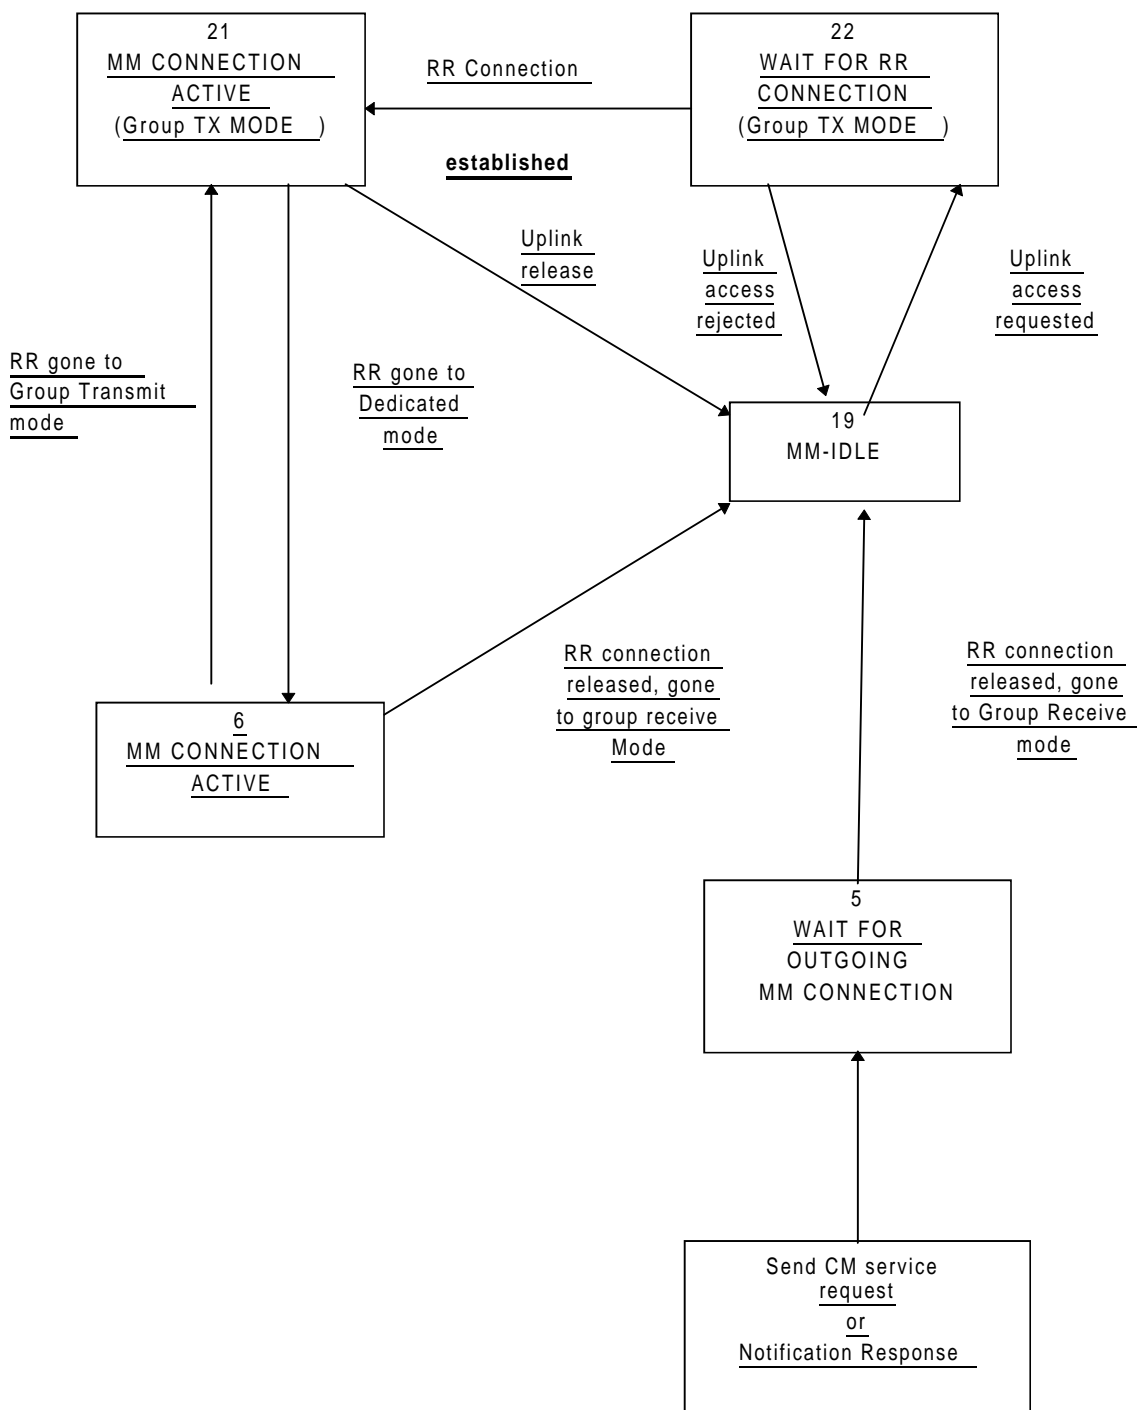 21
MM CONNECTION
ACTIVE
(Group TX MODE )
RR Connection
established
22
WAIT FOR RR
CONNECTION
(Group TX MODE )
Uplink
release
Uplink
access
rejected
Uplink
access
requested
RR gone to
Group Transmit
mode
RR gone to
Dedicated
mode
19
MM-IDLE
6
MM CONNECTION
ACTIVE
RR connection
released, gone
to group receive
Mode
RR connection
released, gone
to Group Receive
mode
5
WAIT FOR
OUTGOING
MM CONNECTION
Send CM service
request
or
Notification Response